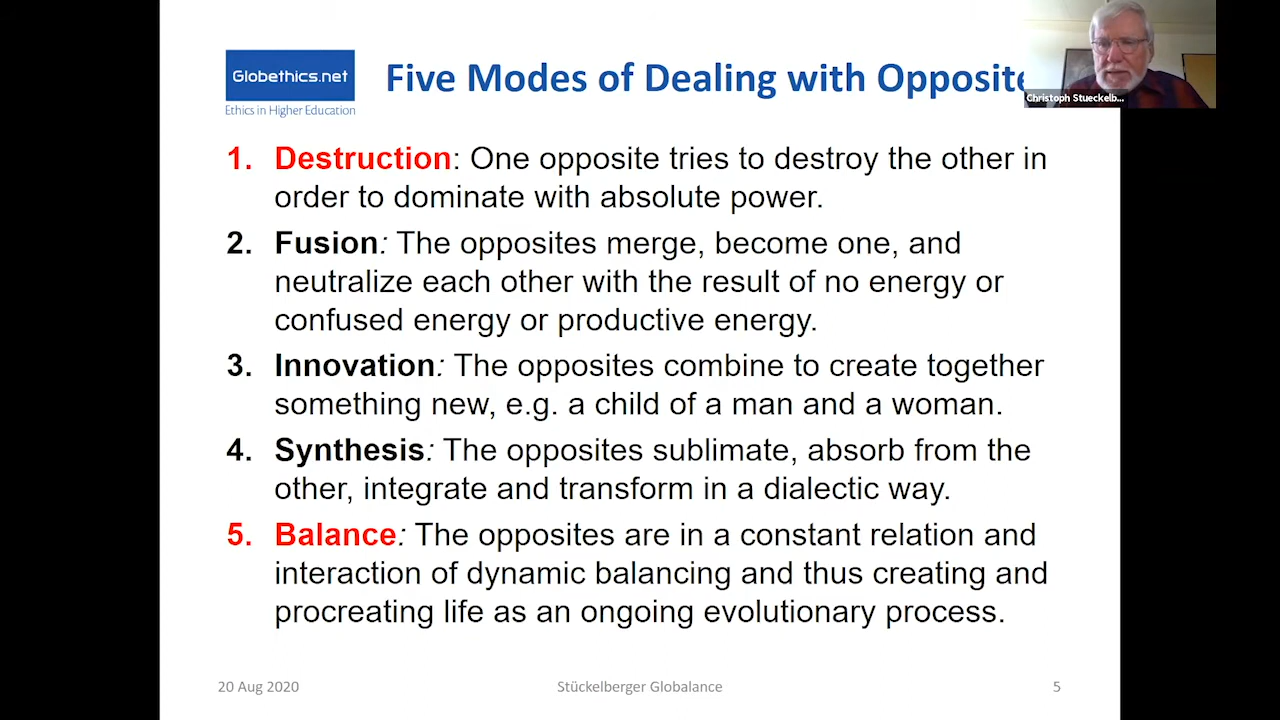 Globethics.net
Ethics in Higher Education
Five Modes of Dealing with Opposite
Christoph Stueckelb...
1. Destruction: One opposite tries to destroy the other in
order to dominate with absolute power.
2. Fusion: The opposites merge, become one, and
neutralize each other with the result of no energy or
confused energy or productive energy.
3. Innovation: The opposites combine to create together
something new, e.g. a child of a man and a woman.
4. Synthesis: The opposites sublimate, absorb from the
other, integrate and transform in a dialectic way.
5. Balance: The opposites are in a constant relation and
interaction of dynamic balancing and thus creating and
procreating life as an ongoing evolutionary process.
20 Aug 2020
Stückelberger Globalance
5